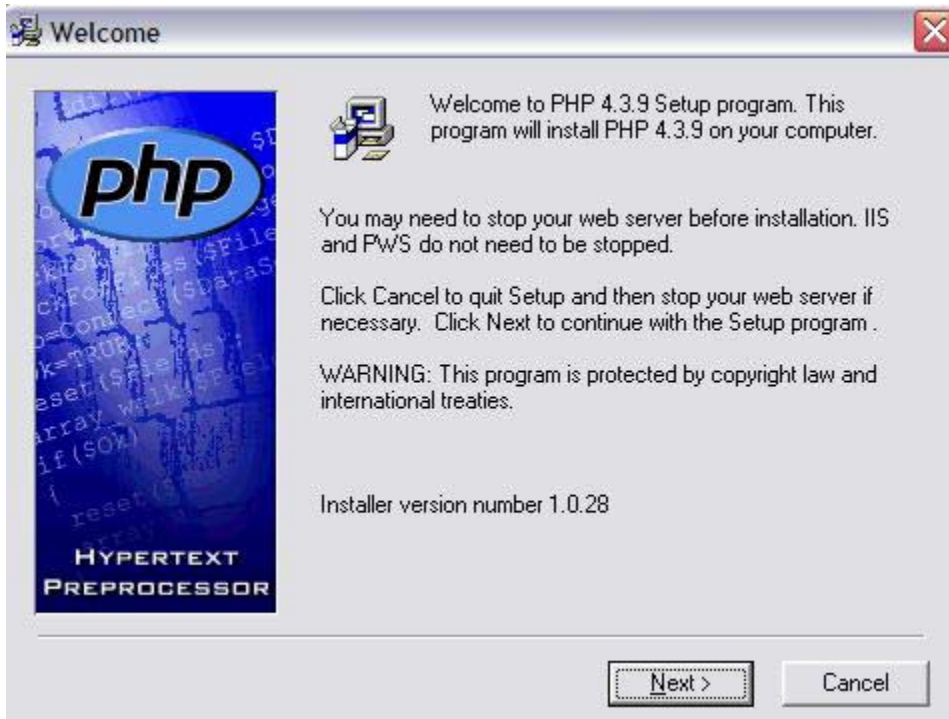 Welcome
php
Welcome to PHP 4.3.9 Setup program. This
program will install PHP 4.3.9 on your computer.
You may need to stop your web server before installation. IIS
and PWS do not need to be stopped.
Click Cancel to quit Setup and then stop your web server if
necessary.  Click Next to continue with the Setup program .
WARNING: This program is protected by copyright law and
international treaties.
Installer version number 1.0.28
k=TRUE
if($OK)
{
HYPERTEXT
PREPROCESSOR
Next >
Cancel